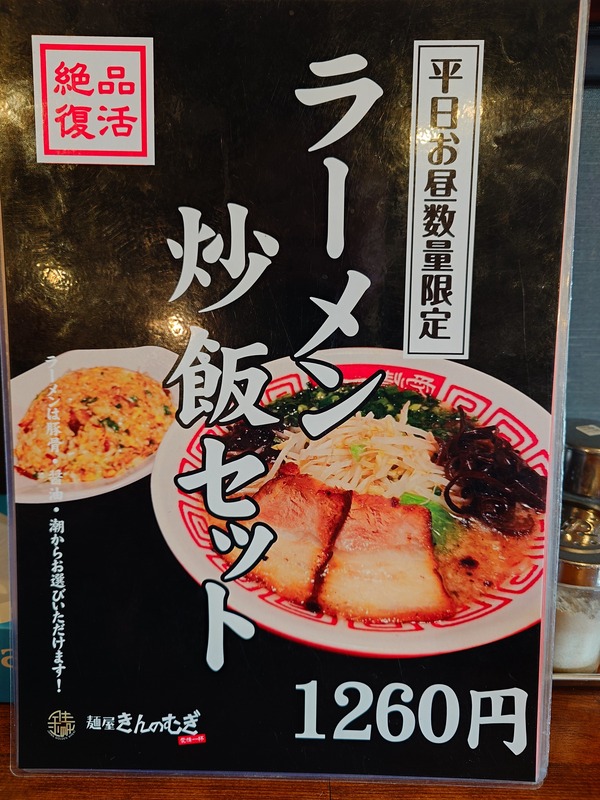 絶品
復活
平日お昼数量限定
ラーメン
炒飯セット
ラーメンは豚骨・醤油・潮からお選びいただけます！
1260円
麺屋きんのむぎ